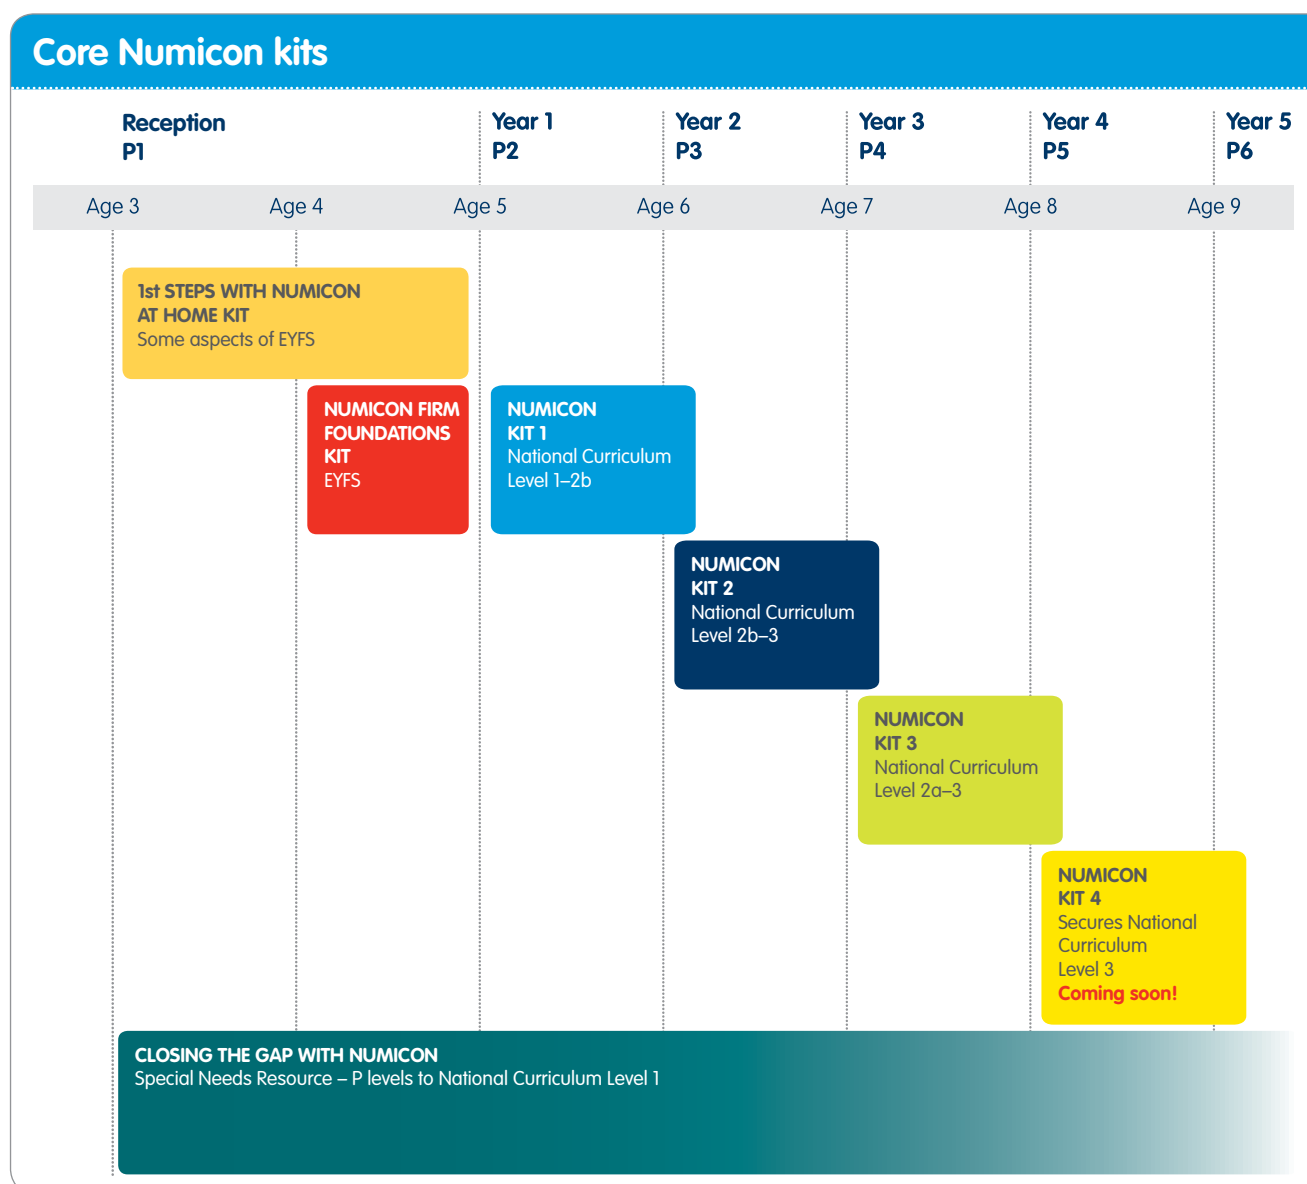 Core Numicon kits
Reception Year 1 Year 2 Year 3 Year 4 Year 5
P1 P2 P3 P4 P5 P6
Age 3 Age 4 Age 5 Age 6 Age 7 Age 8 Age 9
1st STEPS WITH NUMICON
AT HOME KIT
Some aspects of EYFS
NUMICON FIRM
FOUNDATIONS
KIT
EYFS
NUMICON
KIT 1
National Curriculum
Level 1–2b
NUMICON
KIT 2
National Curriculum
Level 2b–3
NUMICON
KIT 3
National Curriculum
Level 2a–3
NUMICON
KIT 4
Secures National
Curriculum
Level 3
Coming soon!
CLOSING THE GAP WITH NUMICON
Special Needs Resource – P levels to National Curriculum Level 1